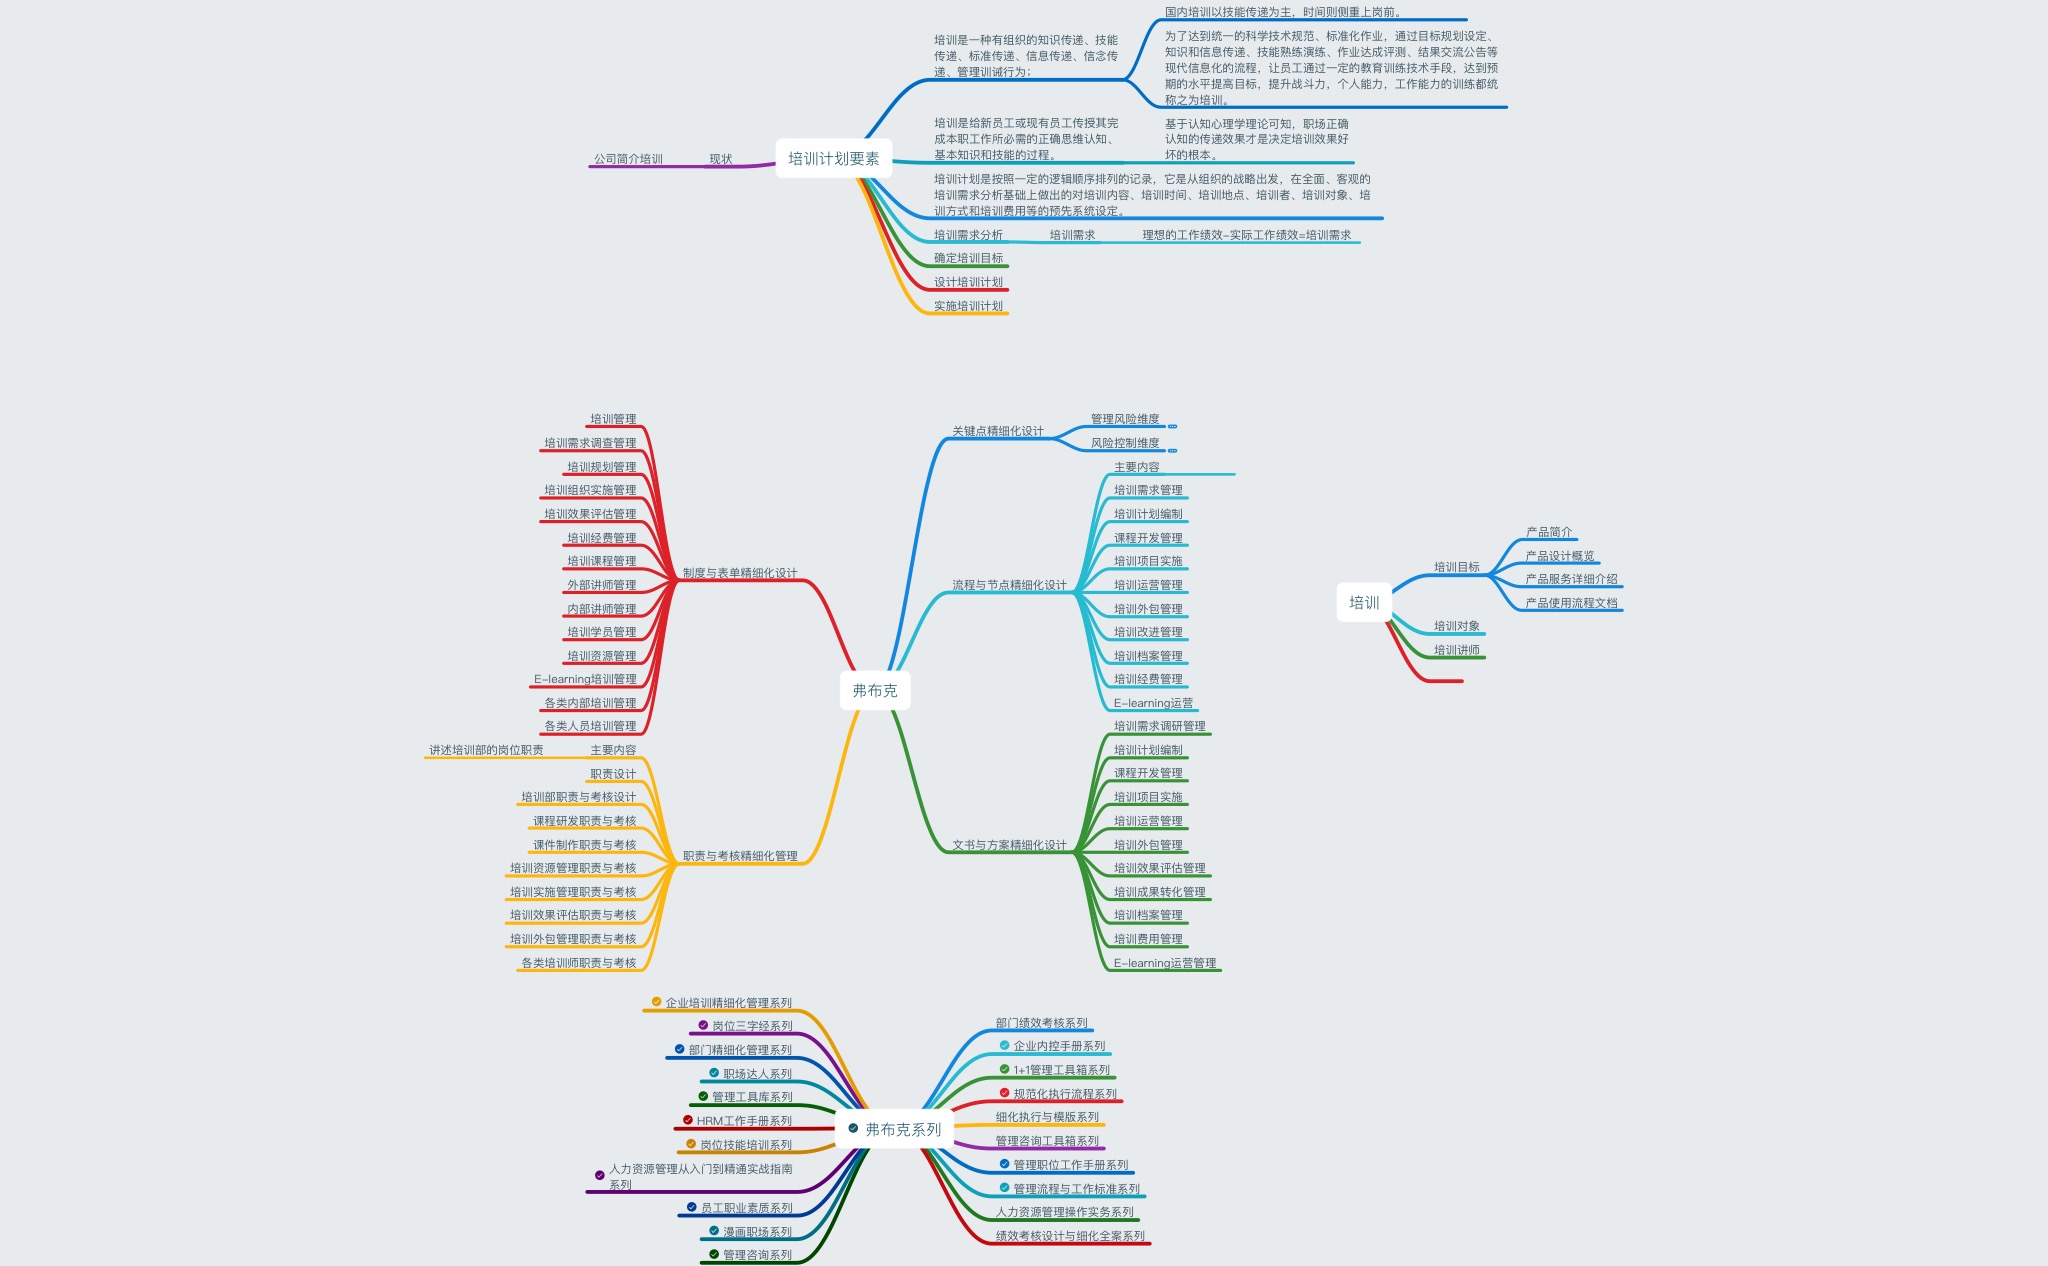 国内培训以技能传递为主，时间则侧重上岗前。
培训是一种有组织的知识传递、技能
传递、标准传递、信息传递、信念传
递、管理训诫行为；
为了达到统一的科学技术规范、标准化作业，通过目标规划设定、
知识和信息传递、技能熟练演练、作业达成评测、结果交流公告等
现代信息化的流程，让员工通过一定的教育训练技术手段，达到预
期的水平提高目标，提升战斗力，个人能力，工作能力的训练都统
称之为培训。
培训是给新员工或现有员工传授其完
成本职工作所必需的正确思维认知、
基本知识和技能的过程。
基于认知心理学理论可知，职场正确
认知的传递效果才是决定培训效果好
坏的根本。
公司简介培训
现状
培训计划要素
培训计划是按照一定的逻辑顺序排列的记录，它是从组织的战略出发，在全面、客观的
培训需求分析基础上做出的对培训内容、培训时间、培训地点、培训者、培训对象、培
训方式和培训费用等的预先系统设定。
培训需求分析
培训需求
理想的工作绩效-实际工作绩效=培训需求
确定培训目标
设计培训计划
实施培训计划
培训管理
培训需求调查管理
培训规划管理
培训组织实施管理
培训效果评估管理
培训经费管理
培训课程管理
外部讲师管理
内部讲师管理
培训学员管理
培训资源管理
E-learning培训管理
各类内部培训管理
各类人员培训管理
制度与表单精细化设计
讲述培训部的岗位职责
主要内容
职责设计
培训部职责与考核设计
课程研发职责与考核
课件制作职责与考核
培训资源管理职责与考核
培训实施管理职责与考核
培训效果评估职责与考核
培训外包管理职责与考核
各类培训师职责与考核
职责与考核精细化管理
弗布克
关键点精细化设计
管理风险维度
风险控制维度
流程与节点精细化设计
主要内容
培训需求管理
培训计划编制
课程开发管理
培训项目实施
培训运营管理
培训外包管理
培训改进管理
培训档案管理
培训经费管理
E-learning运营
文书与方案精细化设计
培训需求调研管理
培训计划编制
课程开发管理
培训项目实施
培训运营管理
培训外包管理
培训效果评估管理
培训成果转化管理
培训档案管理
培训费用管理
E-learning运营管理
培训
培训目标
产品简介
产品设计概览
产品服务详细介绍
产品使用流程文档
培训对象
培训讲师
企业培训精细化管理系列
岗位三字经系列
部门精细化管理系列
职场达人系列
管理工具库系列
HRM工作手册系列
岗位技能培训系列
人力资源管理从入门到精通实战指南
系列
员工职业素质系列
漫画职场系列
管理咨询系列
弗布克系列
部门绩效考核系列
企业内控手册系列
1+1管理工具箱系列
规范化执行流程系列
细化执行与模版系列
管理咨询工具箱系列
管理职位工作手册系列
管理流程与工作标准系列
人力资源管理操作实务系列
绩效考核设计与细化全案系列